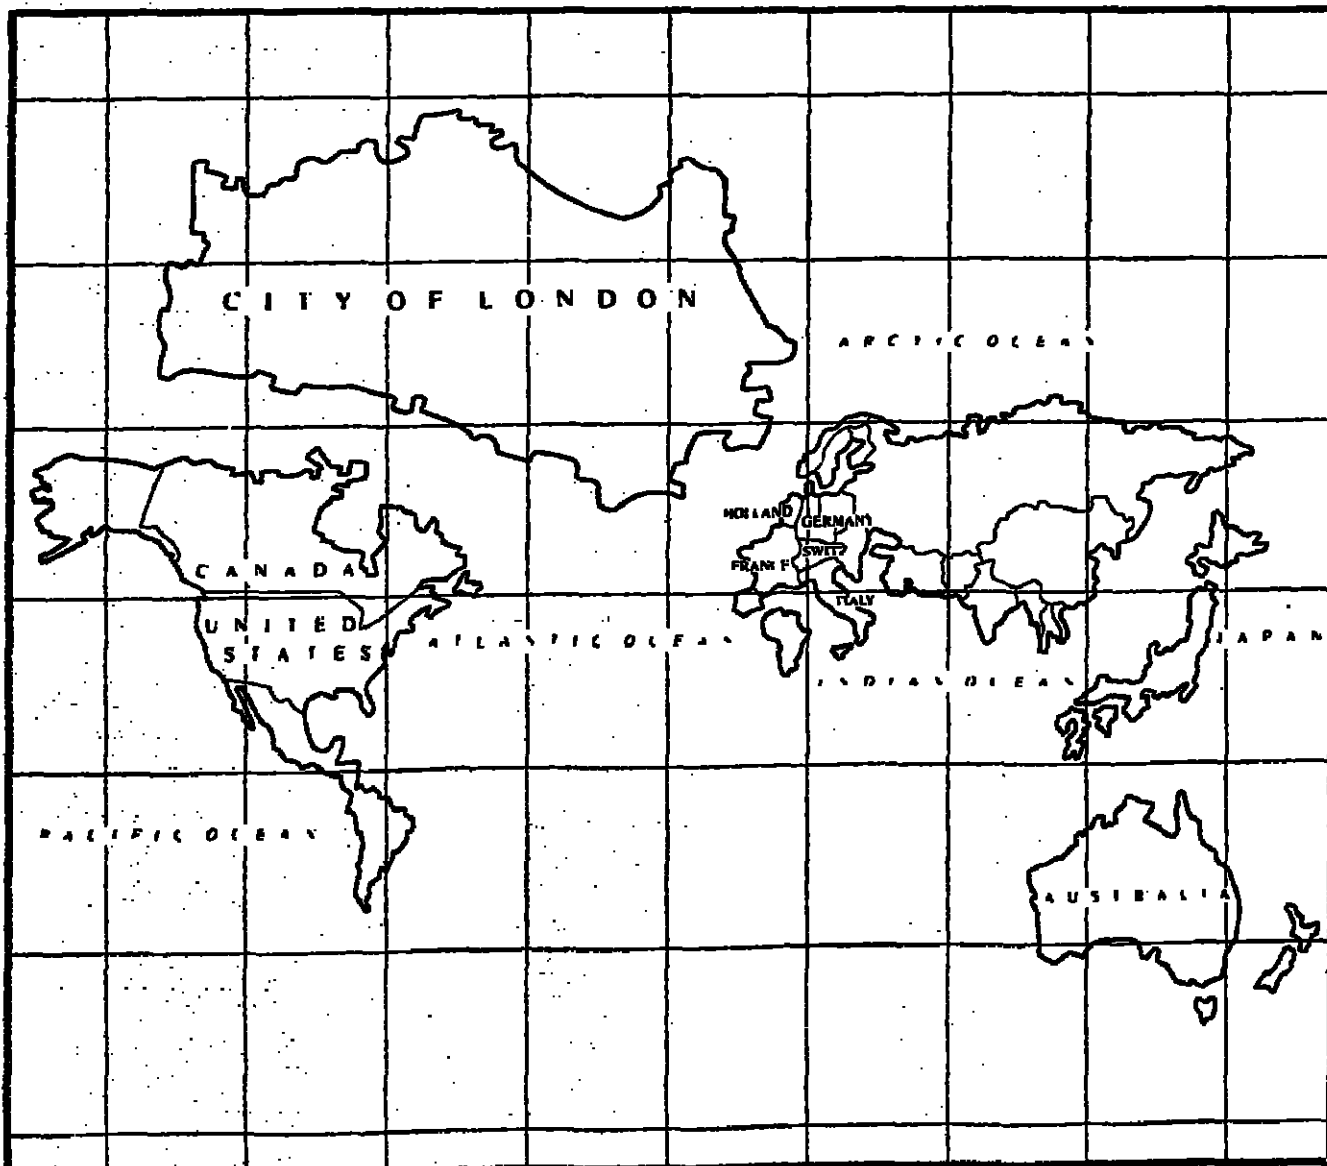 CITY OF LONDON
ARCTIC OCEAN
HOLLAND
GERMANY
SWIT
FRANCE
CANADA
ITALY
UNITED
STATES
ATLANTIC OCEAN
JAPAN
INDIAN OCEAN
PACIFIC OCEAN
AUSTRALIA